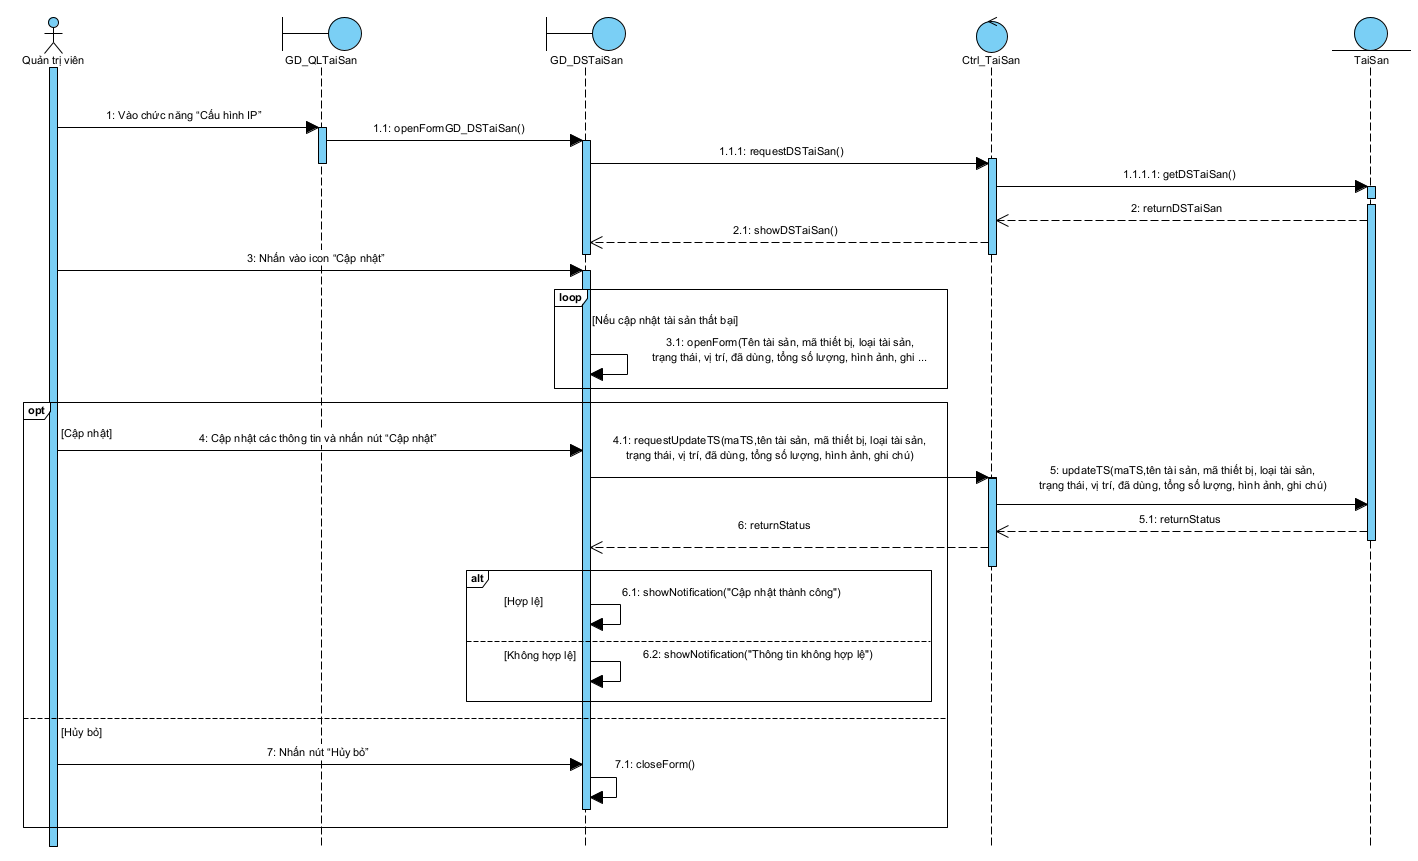 Quản trị viên
GD_QLTaiSan
GD_DSTaiSan
Ctrl_TaiSan
TaiSan
1: Vào chức năng “Cấu hình IP”
1.1: openFormGD_DSTaiSan()
1.1.1: requestDSTaiSan()
1.1.1.1: getDSTaiSan()
2: returnDSTaiSan
2.1: showDSTaiSan()
3: Nhấn vào icon “Cập nhật”
loop
[Nếu cập nhật tài sản thất bại]
3.1: openForm(Tên tài sản, mã thiết bị, loại tài sản,
trạng thái, vị trí, đã dùng, tổng số lượng, hình ảnh, ghi ...
opt
[Cập nhật]
4: Cập nhật các thông tin và nhấn nút “Cập nhật”
4.1: requestUpdateTS(maTS,tên tài sản, mã thiết bị, loại tài sản,
trạng thái, vị trí, đã dùng, tổng số lượng, hình ảnh, ghi chú)
5: updateTS(maTS,tên tài sản, mã thiết bị, loại tài sản,
trạng thái, vị trí, đã dùng, tổng số lượng, hình ảnh, ghi chú)
5.1: returnStatus
6: returnStatus
alt
[Hợp lệ]
6.1: showNotification("Cập nhật thành công")
[Không hợp lệ]
6.2: showNotification("Thông tin không hợp lệ")
[Hủy bỏ]
7: Nhấn nút “Hủy bỏ”
7.1: closeForm()